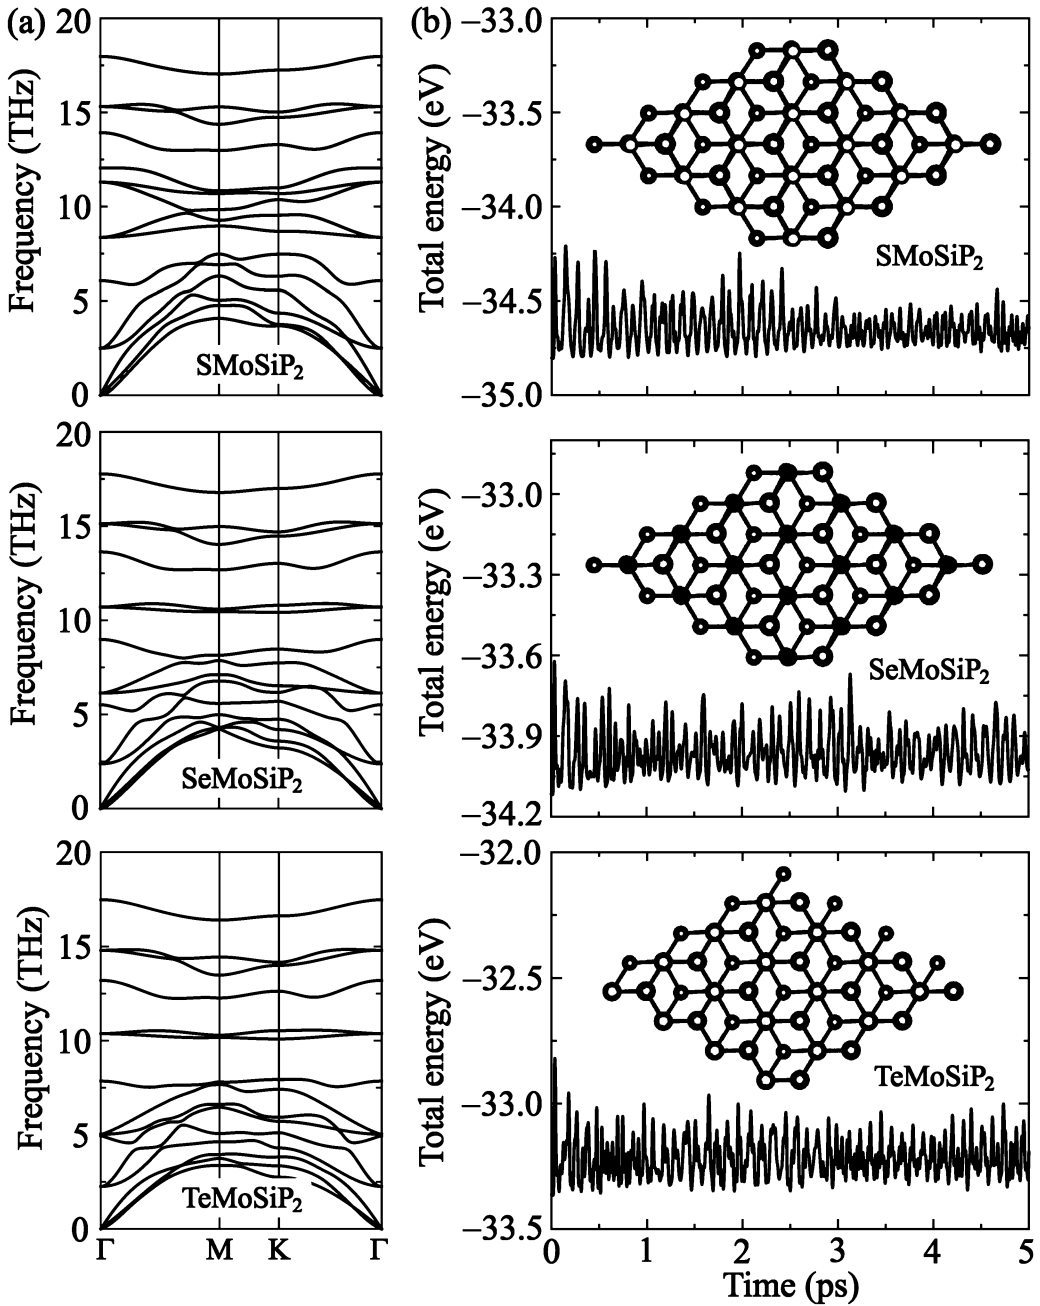 (a)
20
15
10
5
0
Frequency (THz)
SMoSiP₂
(b)
−33.0
−33.5
−34.0
−34.5
−35.0
Total energy (eV)
SMoSiP₂
20
15
10
5
0
Frequency (THz)
SeMoSiP₂
−33.0
−33.3
−33.6
−33.9
−34.2
Total energy (eV)
SeMoSiP₂
20
15
10
5
0
Frequency (THz)
TeMoSiP₂
Γ M K Γ
−32.0
−32.5
−33.0
−33.5
Total energy (eV)
TeMoSiP₂
0 1 2 3 4 5
Time (ps)